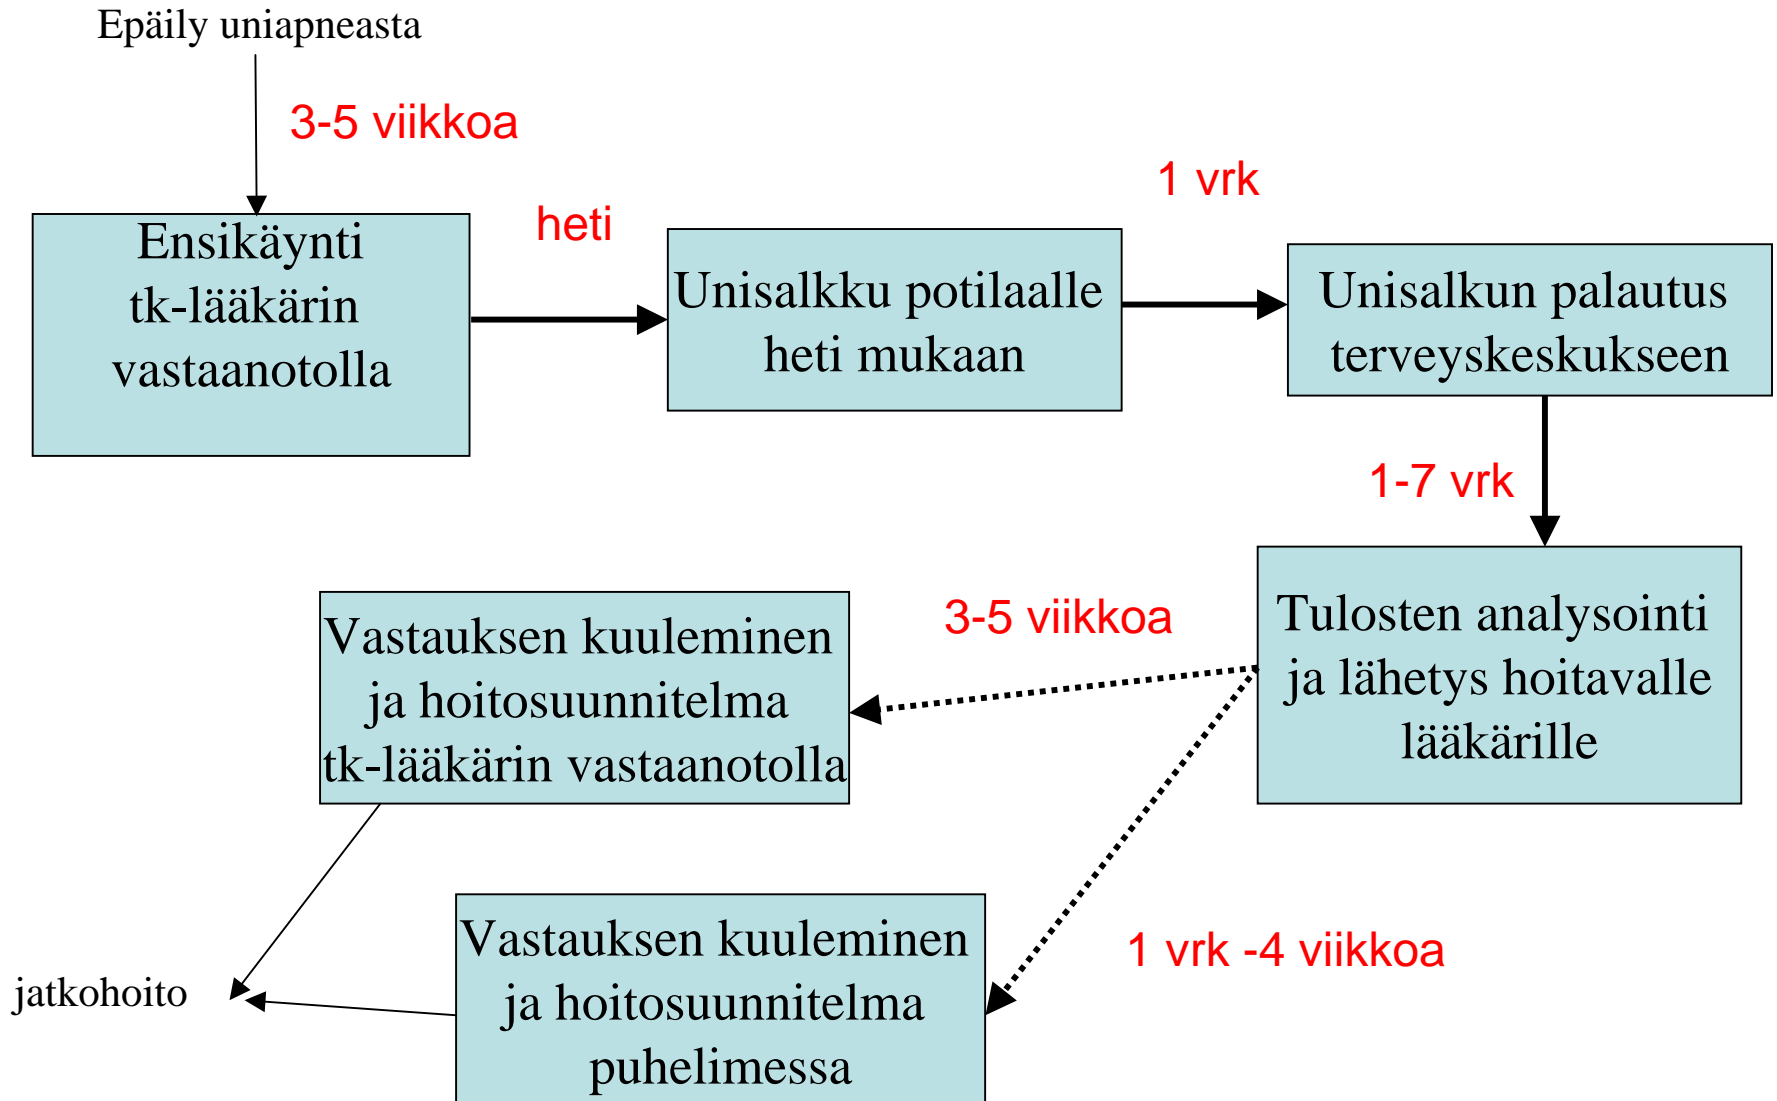 Epäily uniapneasta
3-5 viikkoa
Ensikäynti
tk-lääkärin
vastaanotolla
heti
Unisalkku potilaalle
heti mukaan
1 vrk
Unisalkun palautus
terveyskeskukseen
1-7 vrk
Tulosten analysointi
ja lähetys hoitavalle
lääkärille
3-5 viikkoa
Vastauksen kuuleminen
ja hoitosuunnitelma
tk-lääkärin vastaanotolla
1 vrk -4 viikkoa
Vastauksen kuuleminen
ja hoitosuunnitelma
puhelimessa
jatkohoito